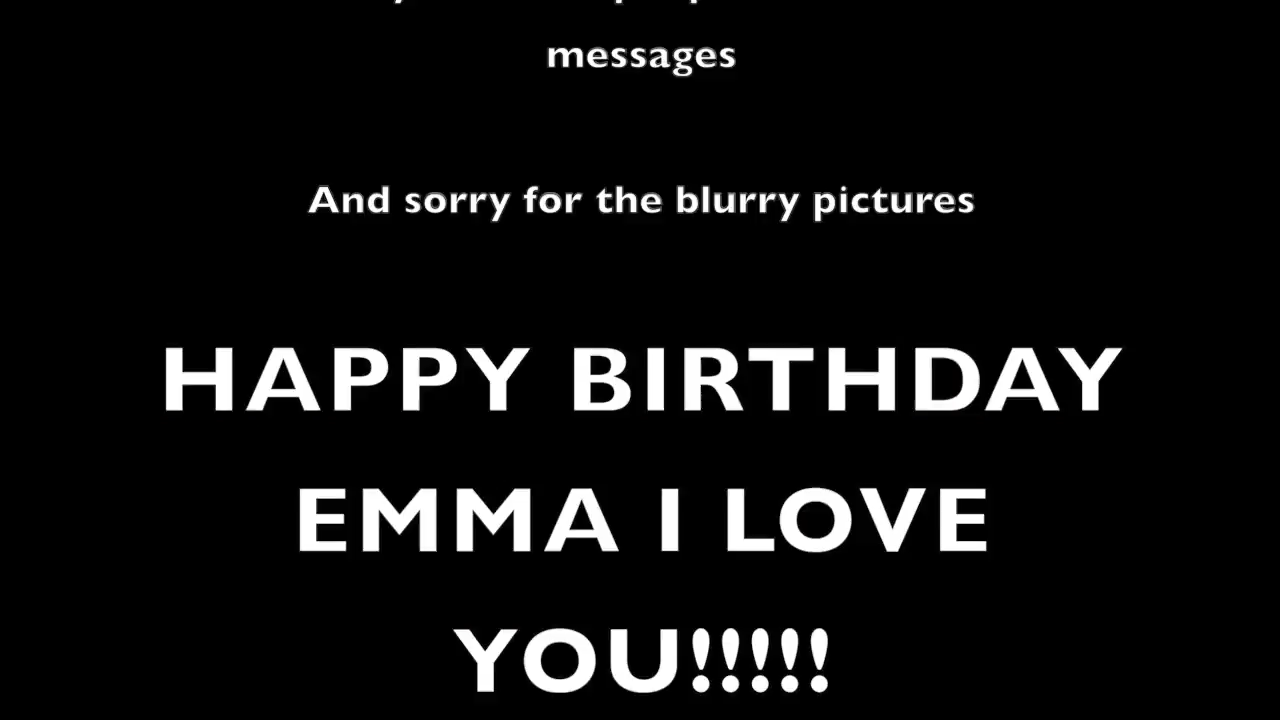 messages
And sorry for the blurry pictures
HAPPY BIRTHDAY
EMMA I LOVE
YOU!!!!!